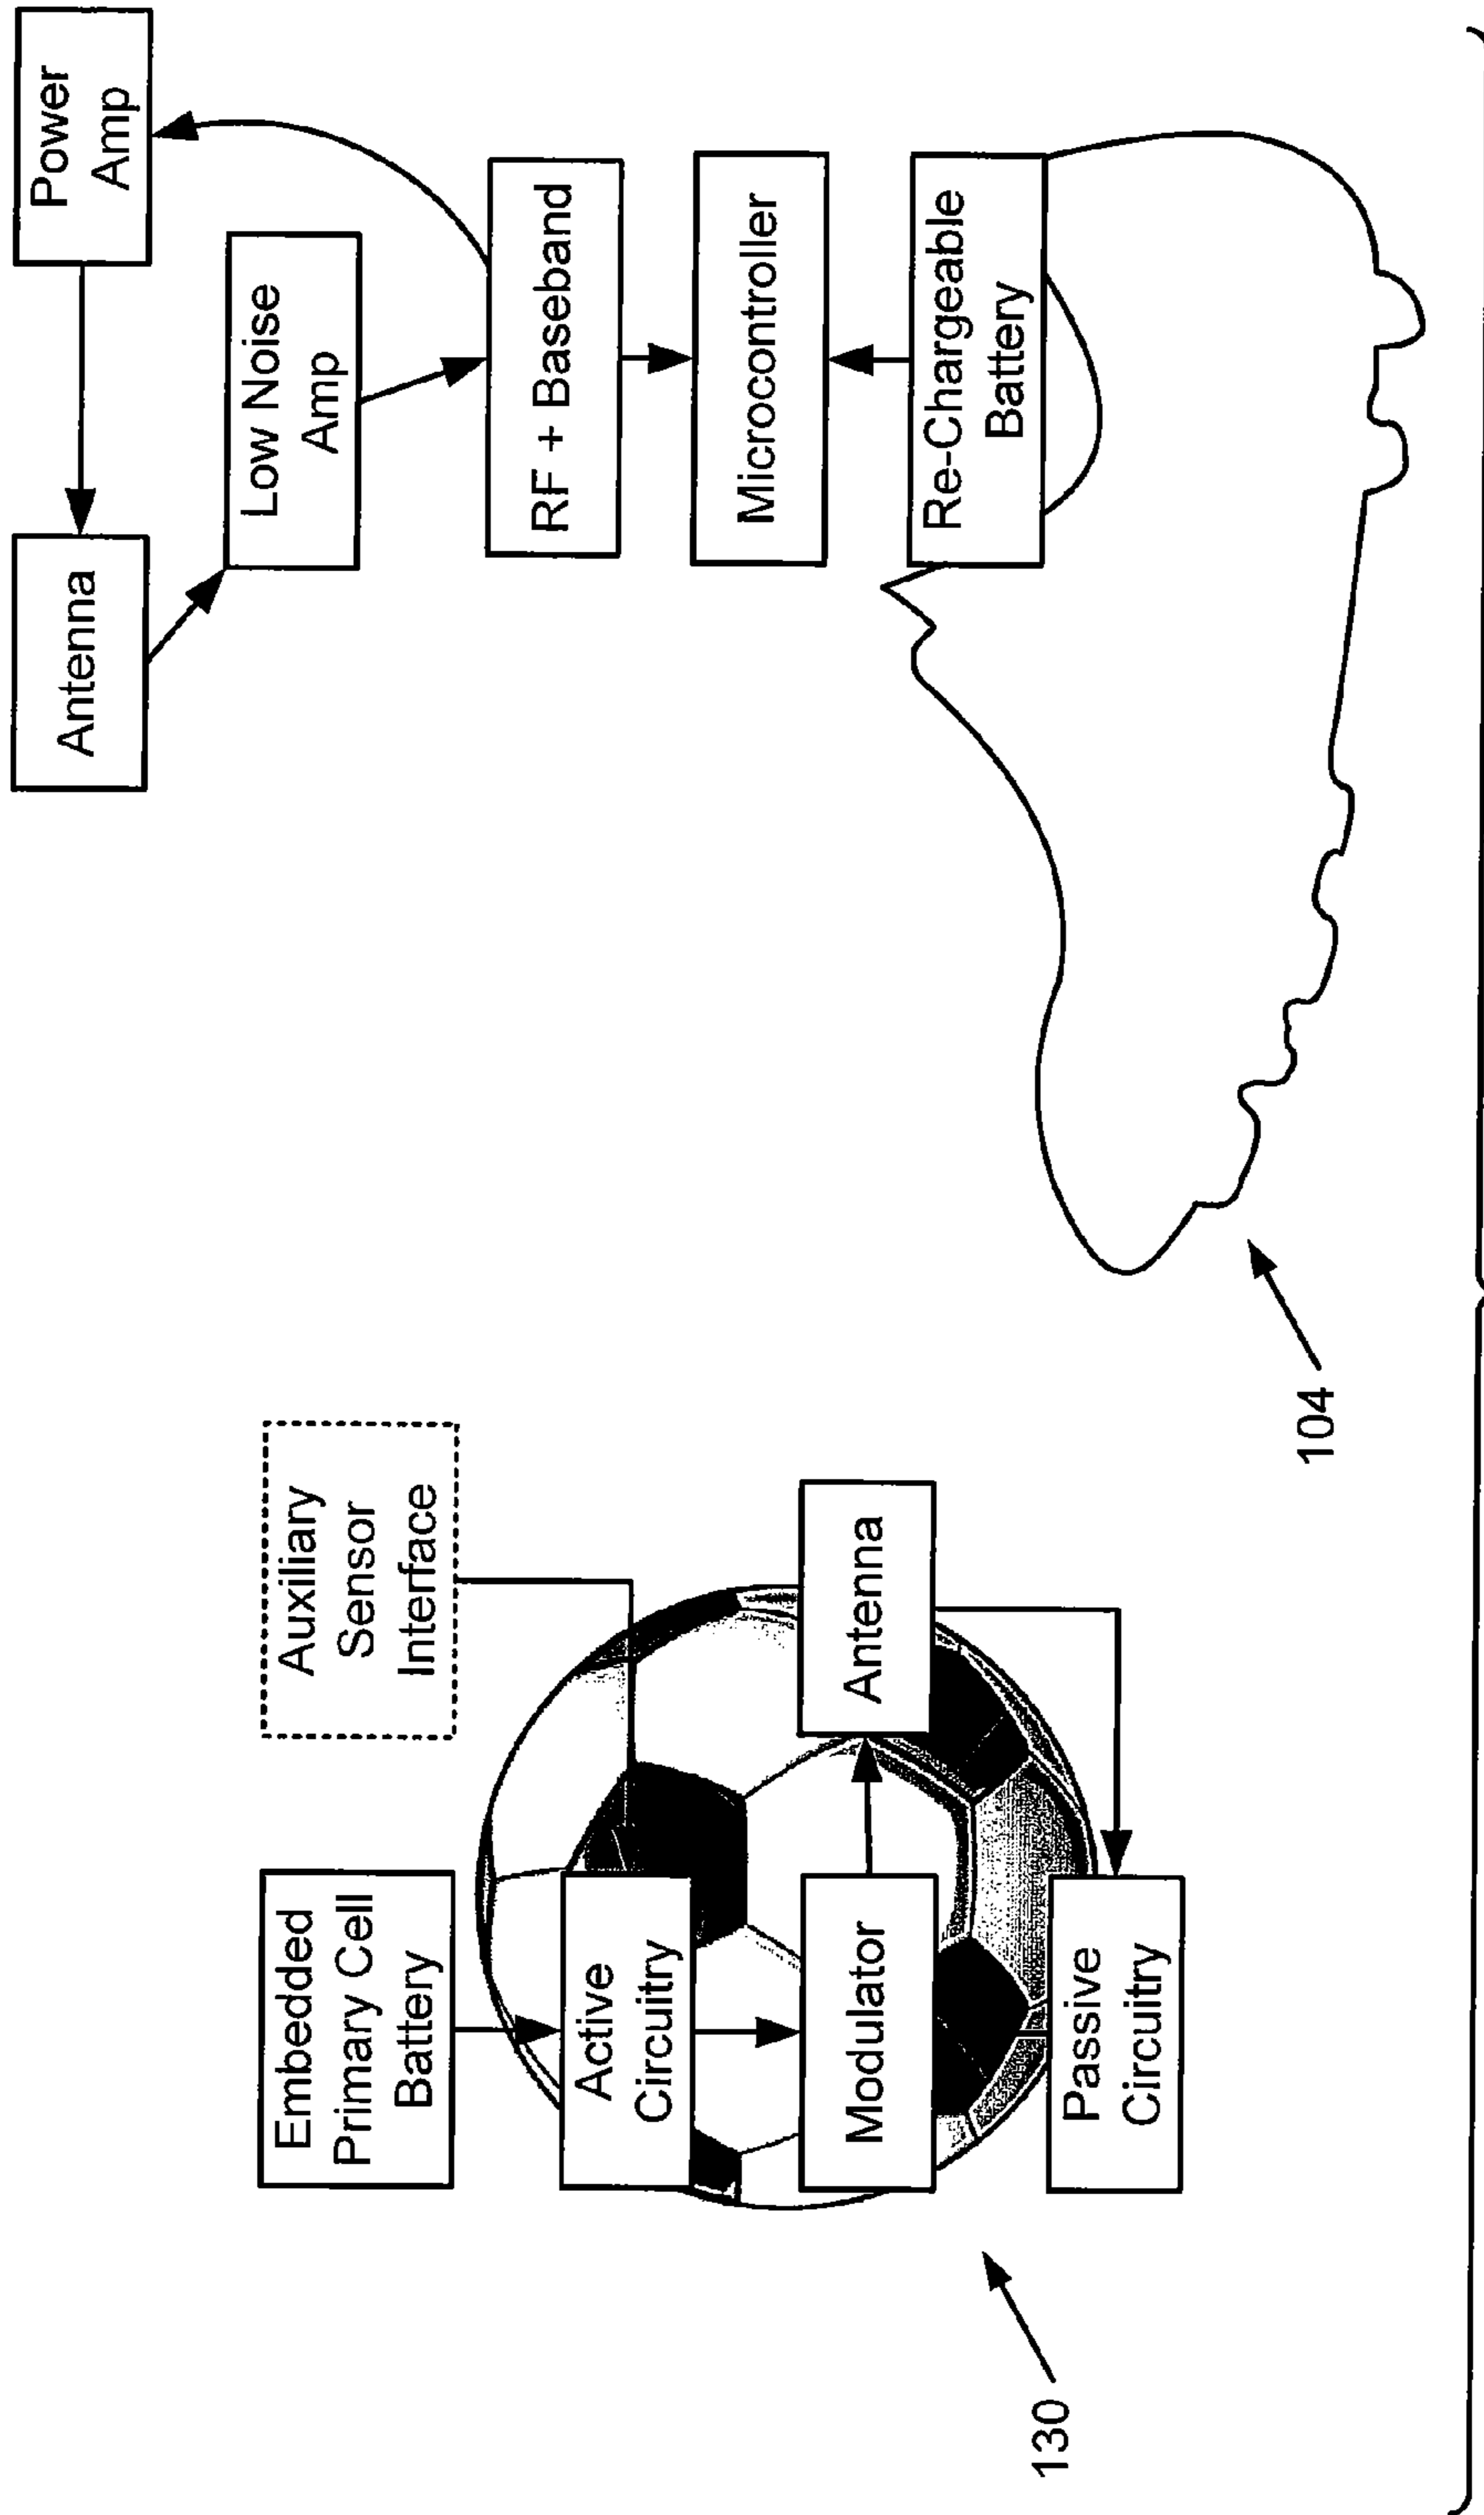 Embedded
Primary Cell
Battery
Auxiliary
Sensor
Interface
Active
Circuitry
Modulator
Antenna
Passive
Circuitry
130
Antenna
Power
Amp
Low Noise
Amp
RF + Baseband
Microcontroller
Re-Chargeable
Battery
104